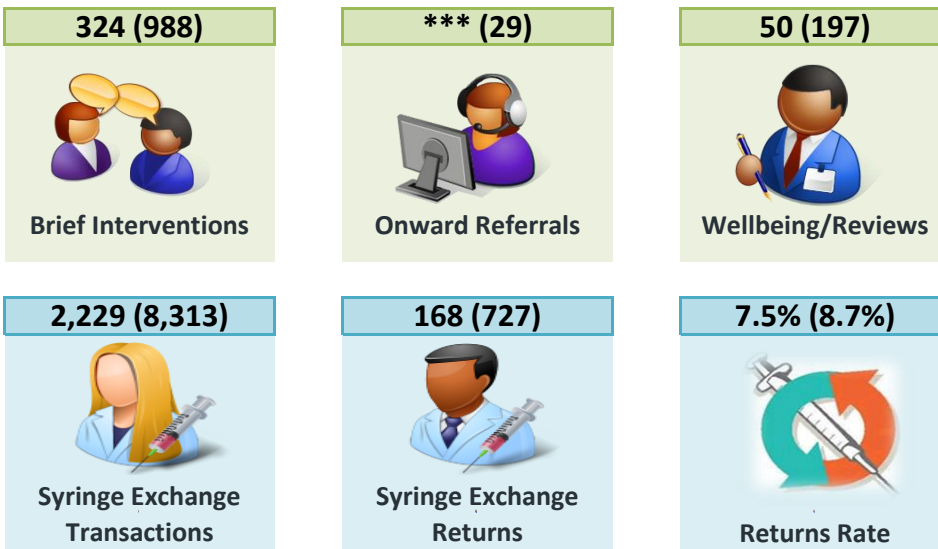 324 (988)
*** (29)
50 (197)
Brief Interventions
Onward Referrals
Wellbeing/Reviews
2,229 (8,313)
168 (727)
7.5% (8.7%)
Syringe Exchange
Transactions
Syringe Exchange
Returns
Returns Rate